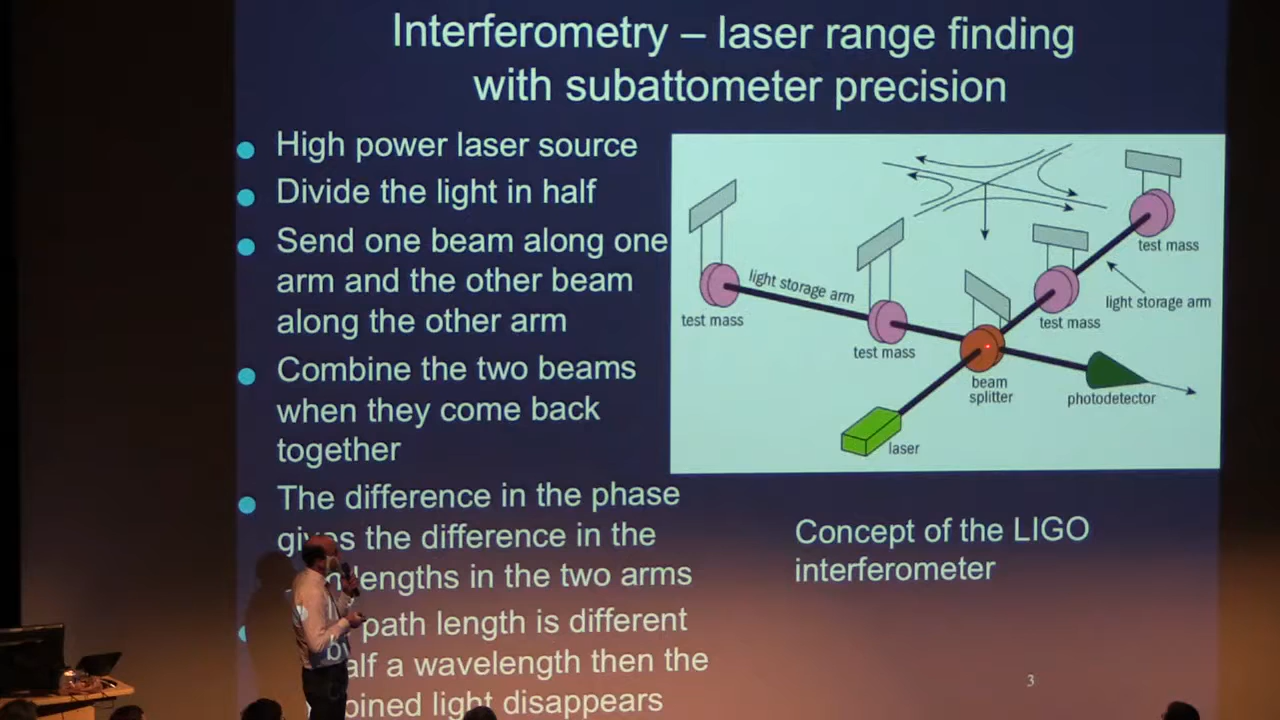 Interferometry – laser range finding
with subattometer precision
High power laser source
Divide the light in half
Send one beam along one
arm and the other beam
along the other arm
Combine the two beams
when they come back
together
The difference in the phase
gives the difference in the
lengths in the two arms
path length is different
by half a wavelength then the
light disappears
light storage arm
test mass
test mass
test mass
light storage arm
test mass
beam
splitter
photodetector
laser
Concept of the LIGO
interferometer
3